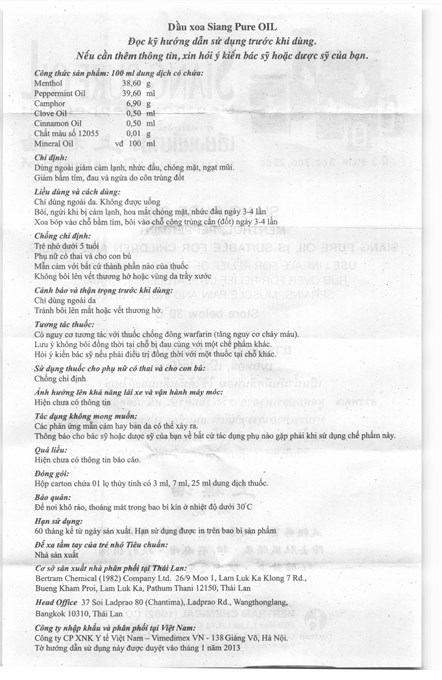 Dầu xoa Siang Pure OIL
Đọc kỹ hướng dẫn sử dụng trước khi dùng.
Nếu cần thêm thông tin, xin hỏi ý kiến bác sỹ hoặc dược sỹ của bạn.
Công thức sản phẩm: 100 ml dung dịch có chứa:
Menthol 38,60 g
Peppermint Oil 39,60 ml
Camphor 6,90 g
Clove Oil 0,50 ml
Cinnamon Oil 0,50 ml
Chất màu số 12055 0,01 g
Mineral Oil vđ 100 ml
Chỉ định:
Dùng ngoài giảm cảm lạnh, nhức đầu, chóng mặt, ngạt mũi.
Giảm bầm tím, đau và ngứa do côn trùng đốt
Liều dùng và cách dùng:
Chỉ dùng ngoài da. Không được uống
Bôi, ngửi khi bị cảm lạnh, hoa mắt chóng mặt, nhức đầu ngày 3-4 lần
Xoa bóp vào chỗ bầm tím, bôi vào chỗ công trùng cắn (đốt) ngày 3-4 lần
Chống chỉ định:
Trẻ nhỏ dưới 5 tuổi
Phụ nữ có thai và cho con bú
Mẫn cảm với bất cứ thành phần nào của thuốc
Không bôi lên vết thương hở hoặc vùng da trầy xước
Cảnh báo và thận trọng trước khi dùng:
Chỉ dùng ngoài da
Tránh bôi lên mắt hoặc vết thương hở.
Tương tác thuốc:
Có nguy cơ tương tác với thuốc chống đông warfarin (tăng nguy cơ chảy máu).
Lưu ý không bôi đồng thời tại chỗ bị đau cùng với một chế phẩm khác.
Hỏi ý kiến bác sỹ nếu phải điều trị đồng thời với một thuốc tại chỗ khác.
Sử dụng thuốc cho phụ nữ có thai và cho con bú:
Chống chỉ định
Ảnh hưởng lên khả năng lái xe và vận hành máy móc:
Hiện chưa có thông tin
Tác dụng không mong muốn:
Các phản ứng mẫn cảm hay ban da có thể xảy ra.
Thông báo cho bác sỹ hoặc dược sỹ của bạn về bất cứ tác dụng phụ nào gặp phải khi sử dụng chế phẩm này.
Quá liều:
Hiện chưa có thông tin báo cáo.
Đóng gói:
Hộp carton chứa 01 lọ thủy tinh có 3 ml, 7 ml, 25 ml dung dịch thuốc.
Bảo quản:
Để nơi khô ráo, thoáng mát trong bao bì kín ở nhiệt độ dưới 30°C
Hạn sử dụng:
60 tháng kể từ ngày sản xuất. Hạn sử dụng được in trên bao bì sản phẩm
Để xa tầm tay của trẻ nhỏ Tiêu chuẩn:
Nhà sản xuất
Cơ sở sản xuất nhà phân phối tại Thái Lan:
Bertram Chemical (1982) Company Ltd. 26/9 Moo 1, Lam Luk Ka Klong 7 Rd.,
Bueng Kham Proi, Lam Luk Ka, Pathum Thani 12150, Thái Lan
Head Office 37 Soi Ladprao 80 (Chantima), Ladprao Rd., Wangthonglang,
Bangkok 10310, Thái Lan
Công ty nhập khẩu và phân phối tại Việt Nam:
Công ty CP XNK Y tế Việt Nam – Vimedimex VN - 138 Giảng Võ, Hà Nội.
Tờ hướng dẫn sử dụng này được duyệt vào tháng 1 năm 2013